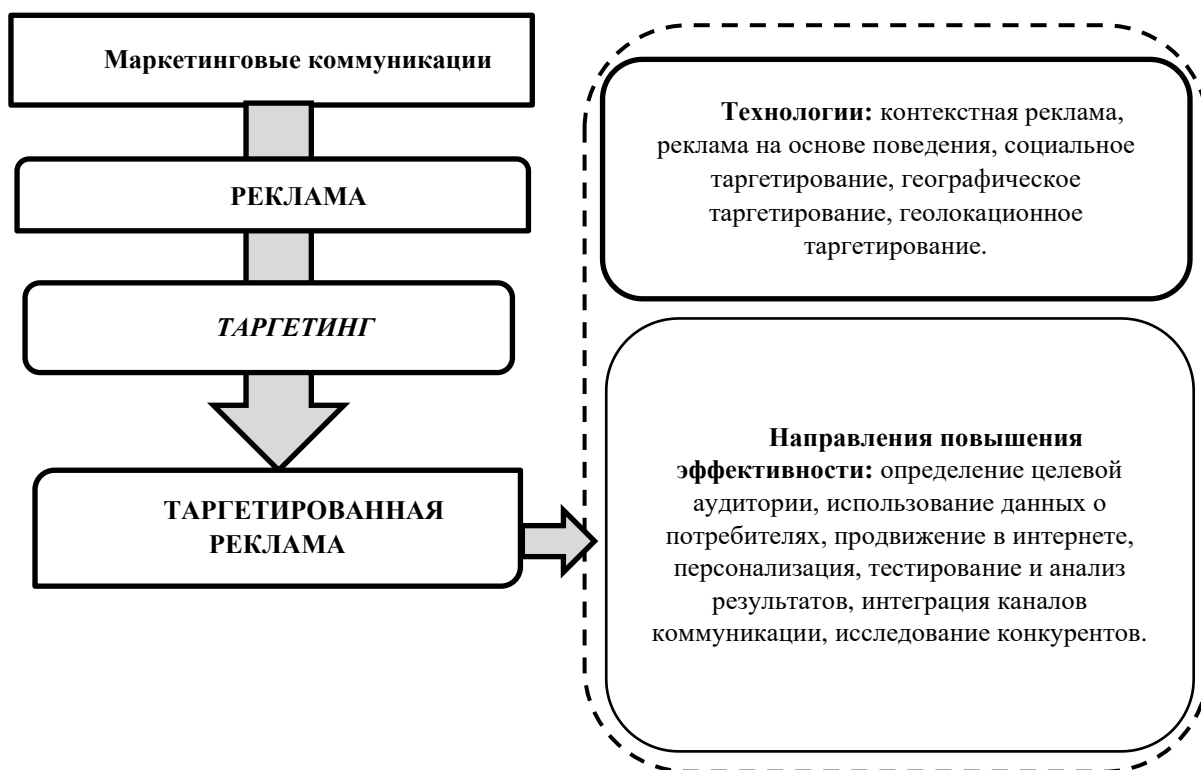 Маркетинговые коммуникации
РЕКЛАМА
ТАРГЕТИНГ
ТАРГЕТИРОВАННАЯ
РЕКЛАМА
Технологии: контекстная реклама,
реклама на основе поведения, социальное
таргетирование, географическое
таргетирование, геолокационное
таргетирование.
Направления повышения
эффективности: определение целевой
аудитории, использование данных о
потребителях, продвижение в интернете,
персонализация, тестирование и анализ
результатов, интеграция каналов
коммуникации, исследование конкурентов.